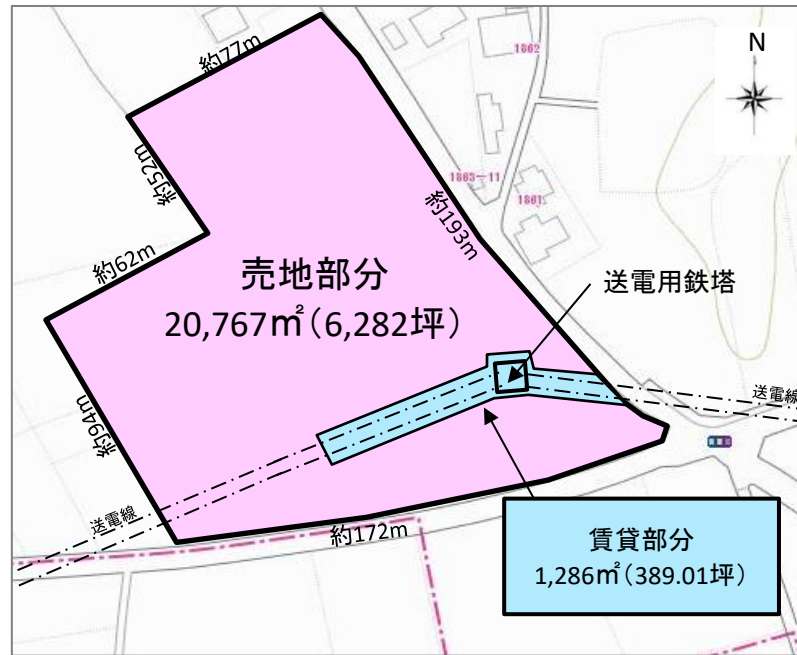 約77m
N
1862
約52m
1863-11
1861
約193m
約62m
売地部分
20,767㎡(6,282坪)
送電用鉄塔
送電線
約94m
送電線
約172m
賃貸部分
1,286㎡(389.01坪)